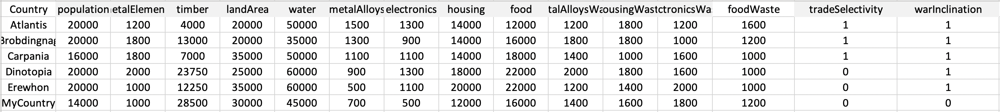 Country population etalElemen timber landArea water metalAlloys electronics housing food talAlloysWa ousingWast ctronicsWa foodWaste tradeSelectivity warInclination
Atlantis 20000 1200 4000 20000 50000 1500 1300 14000 12000 1200 1800 1200 1600 1 1
Brobdingnag 20000 1800 13000 20000 35000 1300 900 14000 16000 1800 1800 1000 1200 1 1
Carpania 16000 1800 7000 35000 50000 1100 1100 14000 18000 1400 1000 1600 1000 1 1
Dinotopia 20000 2000 23750 25000 60000 900 1300 18000 22000 2000 1800 1600 1000 0 1
Erewhon 20000 1000 12250 35000 60000 500 1100 20000 22000 1200 1400 2000 1000 0 1
MyCountry 14000 1000 28500 30000 45000 700 500 12000 16000 1400 1600 1800 1200 0 0